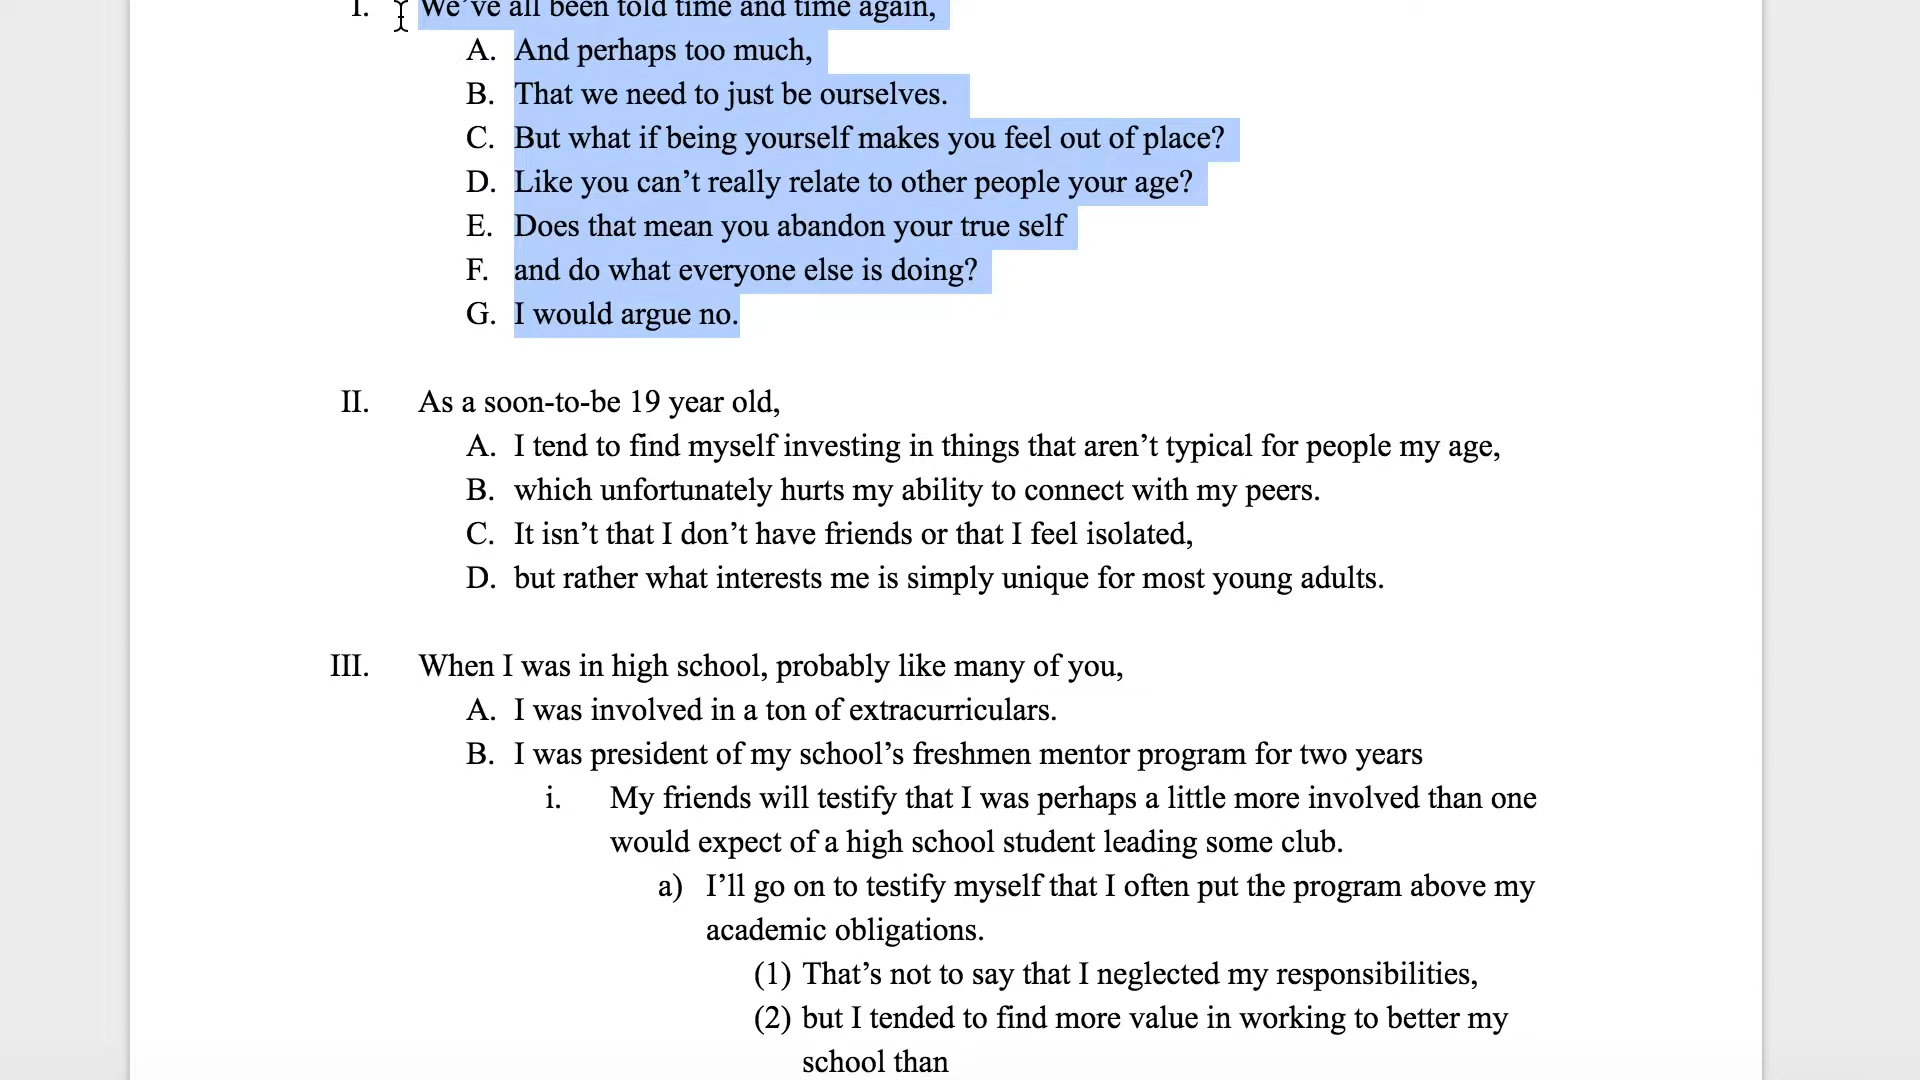 I. We’ve all been told time and time again,
A. And perhaps too much,
B. That we need to just be ourselves.
C. But what if being yourself makes you feel out of place?
D. Like you can’t really relate to other people your age?
E. Does that mean you abandon your true self
F. and do what everyone else is doing?
G. I would argue no.
II. As a soon-to-be 19 year old,
A. I tend to find myself investing in things that aren’t typical for people my age,
B. which unfortunately hurts my ability to connect with my peers.
C. It isn’t that I don’t have friends or that I feel isolated,
D. but rather what interests me is simply unique for most young adults.
III. When I was in high school, probably like many of you,
A. I was involved in a ton of extracurriculars.
B. I was president of my school’s freshmen mentor program for two years
i. My friends will testify that I was perhaps a little more involved than one
would expect of a high school student leading some club.
a) I’ll go on to testify myself that I often put the program above my
academic obligations.
(1) That’s not to say that I neglected my responsibilities,
(2) but I tended to find more value in working to better my
school than